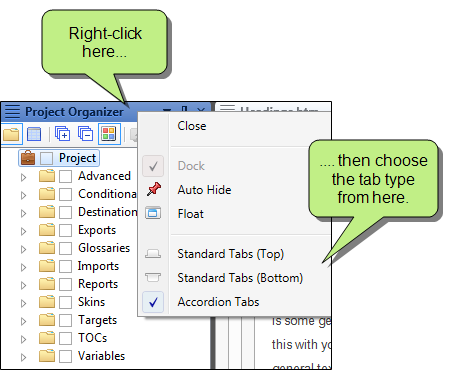 Right-click
here...
Project Organizer
Headings.htm
Close
Dock
Auto Hide
Float
Standard Tabs (Top)
Standard Tabs (Bottom)
Accordion Tabs
.... then choose
the tab type
from here.
Project
Advanced
Conditiona
Destination
Exports
Glossaries
Imports
Reports
Skins
Targets
TOCs
Variables
is some ge
this with yo
general tex